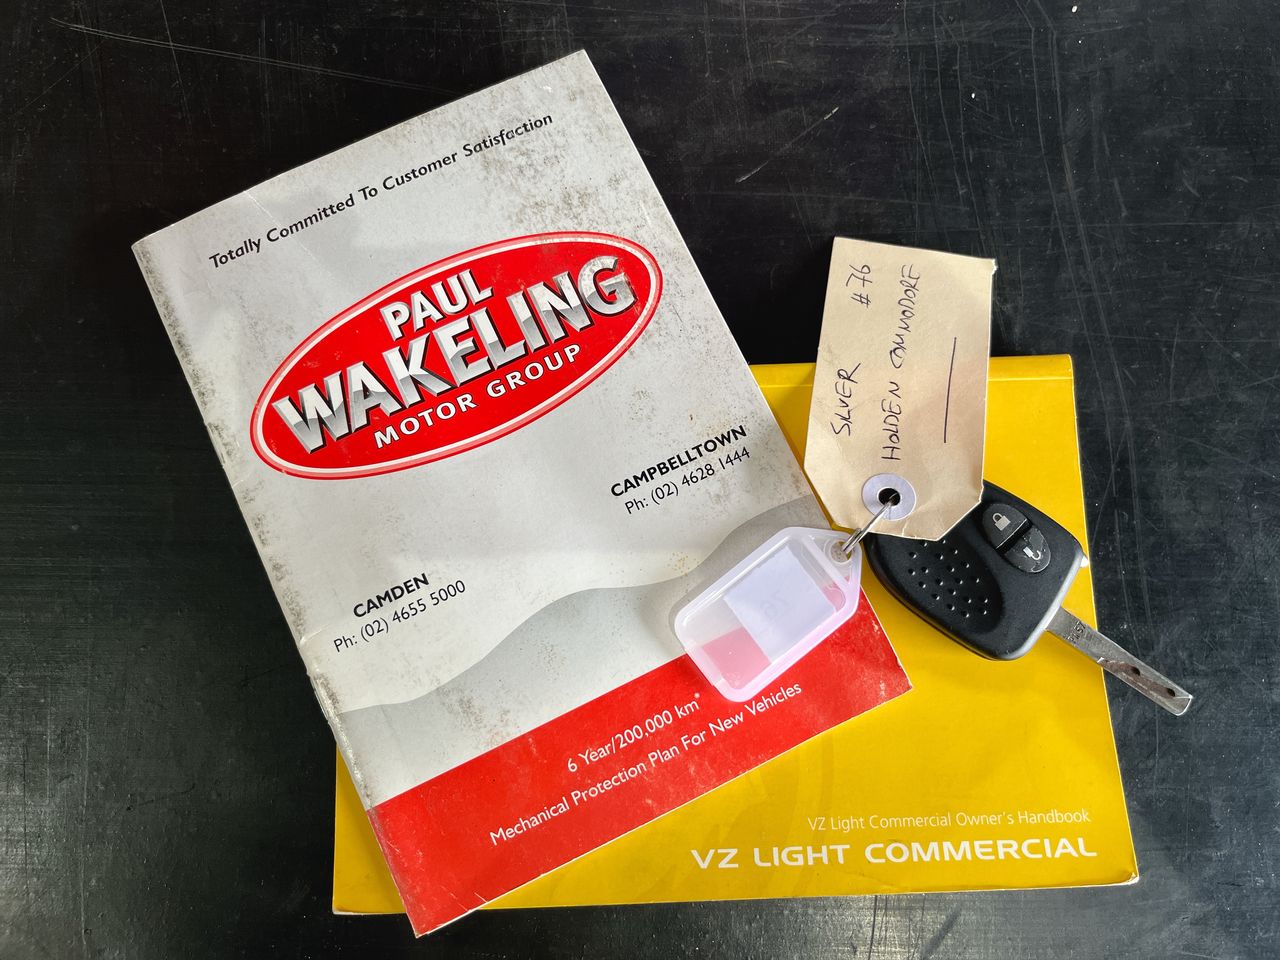 Totally Committed To Customer Satisfaction
PAUL
WAKELING
MOTOR GROUP
CAMPBELLTOWN
Ph: (02) 4628 1444
CAMDEN
Ph: (02) 4655 5000
6 Year/200,000 km*
Mechanical Protection Plan For New Vehicles
SILVER #76
HOLDEN COMMODORE
76
VZ Light Commercial Owner's Handbook
VZ LIGHT COMMERCIAL